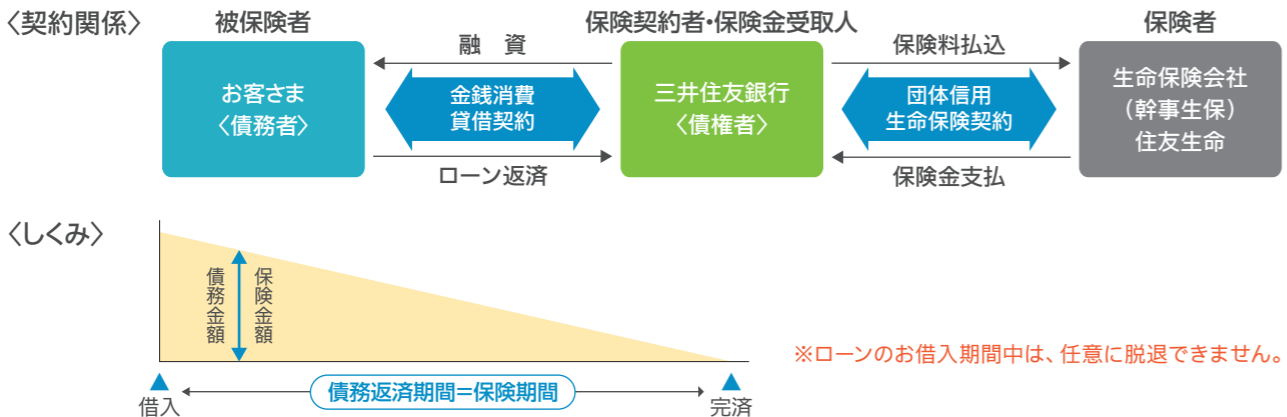 〈契約関係〉
被保険者
保険契約者・保険金受取人
保険者
融　資
保険料払込
お客さま
〈債務者〉
金銭消費
貸借契約
三井住友銀行
〈債権者〉
団体信用
生命保険契約
生命保険会社
（幹事生保）
住友生命
ローン返済
保険金支払
〈しくみ〉
債務金額
保険金額
※ローンのお借入期間中は、任意に脱退できません。
債務返済期間＝保険期間
借入
完済